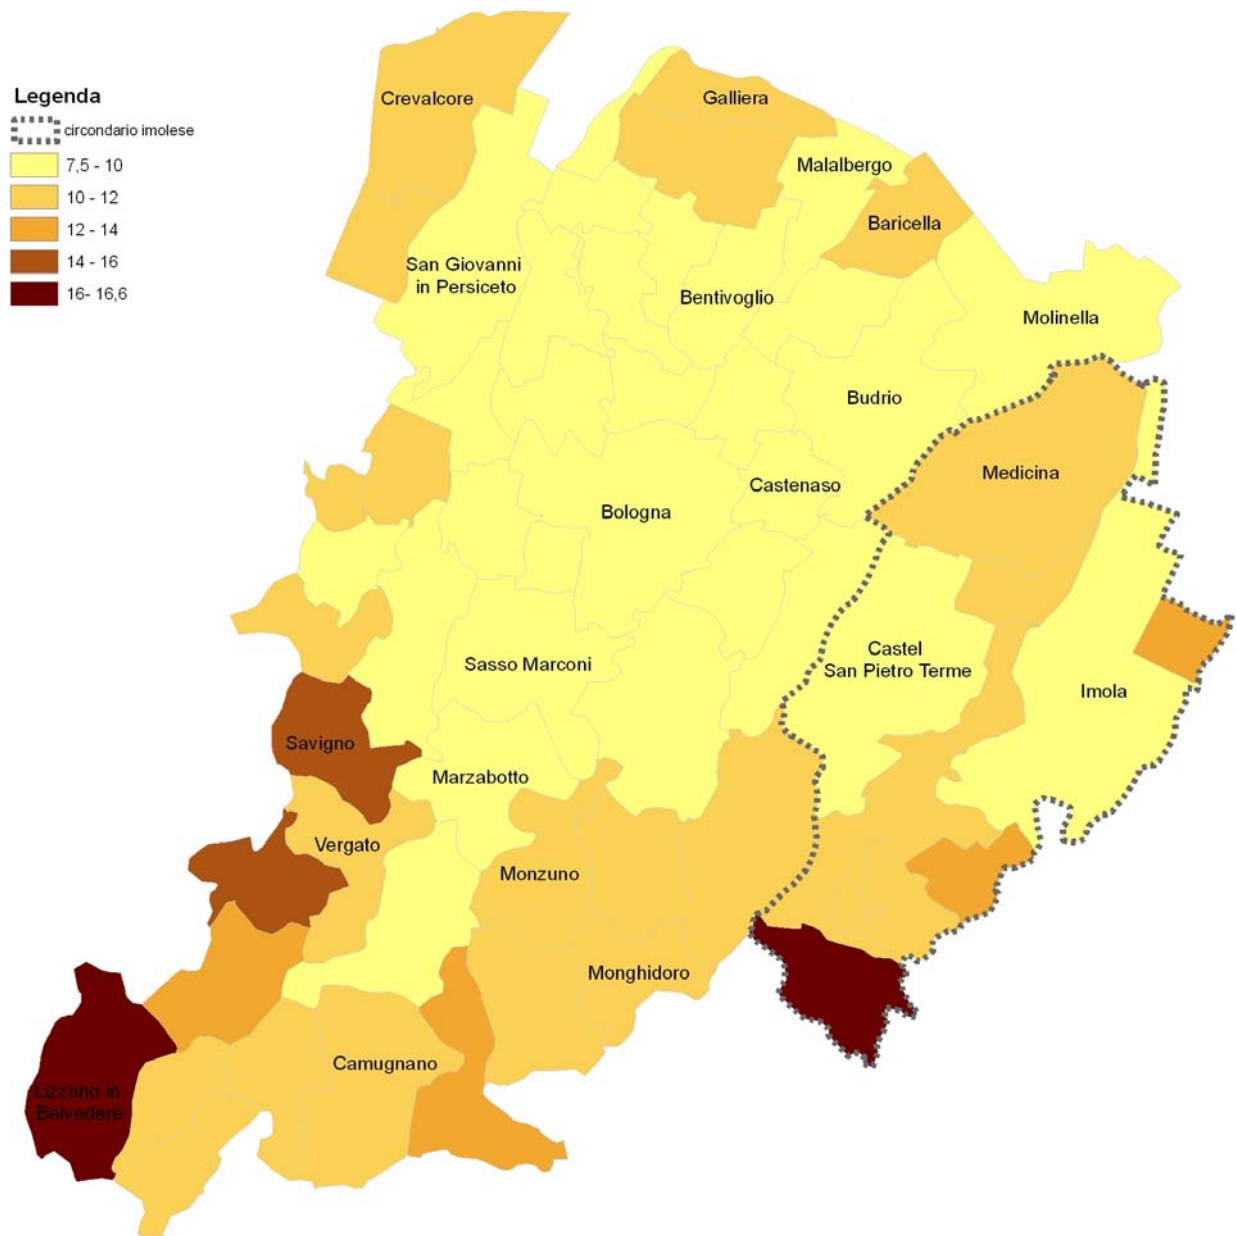 Legenda
circondario imolese
7,5 - 10
10 - 12
12 - 14
14 - 16
16- 16,6
Crevalcore
Galliera
Malalbergo
Baricella
San Giovanni
in Persiceto
Bentivoglio
Molinella
Budrio
Medicina
Castenaso
Bologna
Castel
San Pietro Terme
Sasso Marconi
Imola
Savigno
Marzabotto
Vergato
Monzuno
Monghidoro
Camugnano
Lizzano in
Belvedere